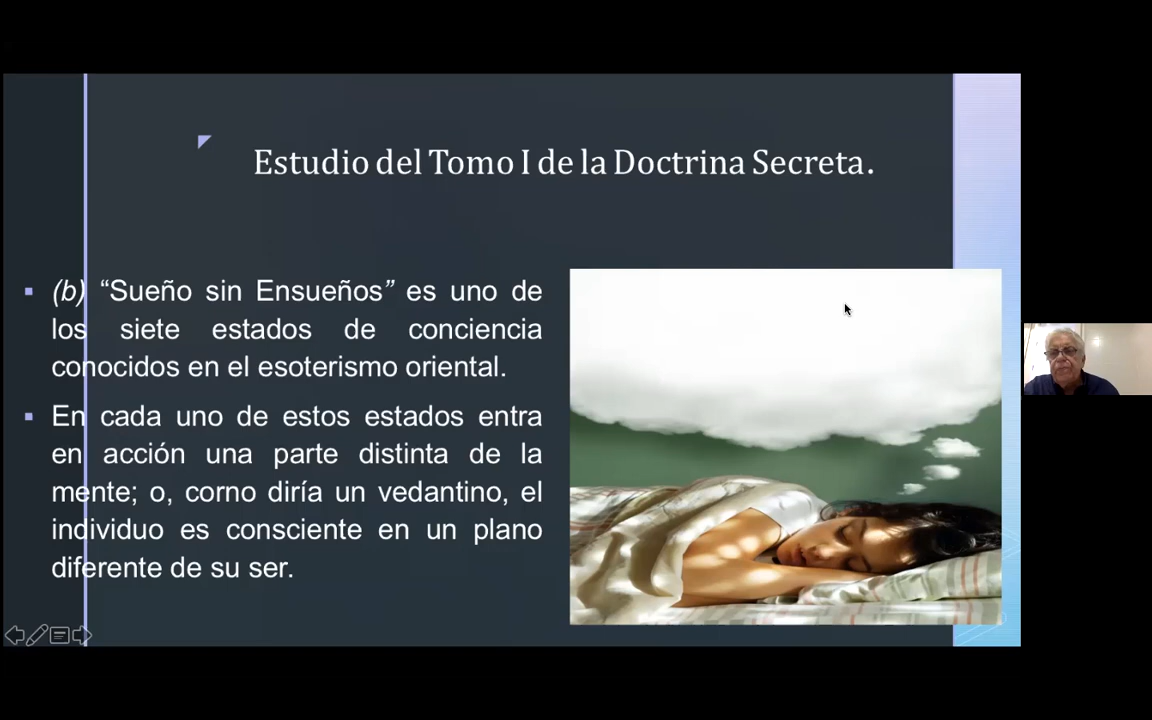 Estudio del Tomo I de la Doctrina Secreta.
▪ (b) “Sueño sin Ensueños” es uno de
los siete estados de conciencia
conocidos en el esoterismo oriental.
▪ En cada uno de estos estados entra
en acción una parte distinta de la
mente; o, corno diría un vedantino, el
individuo es consciente en un plano
diferente de su ser.